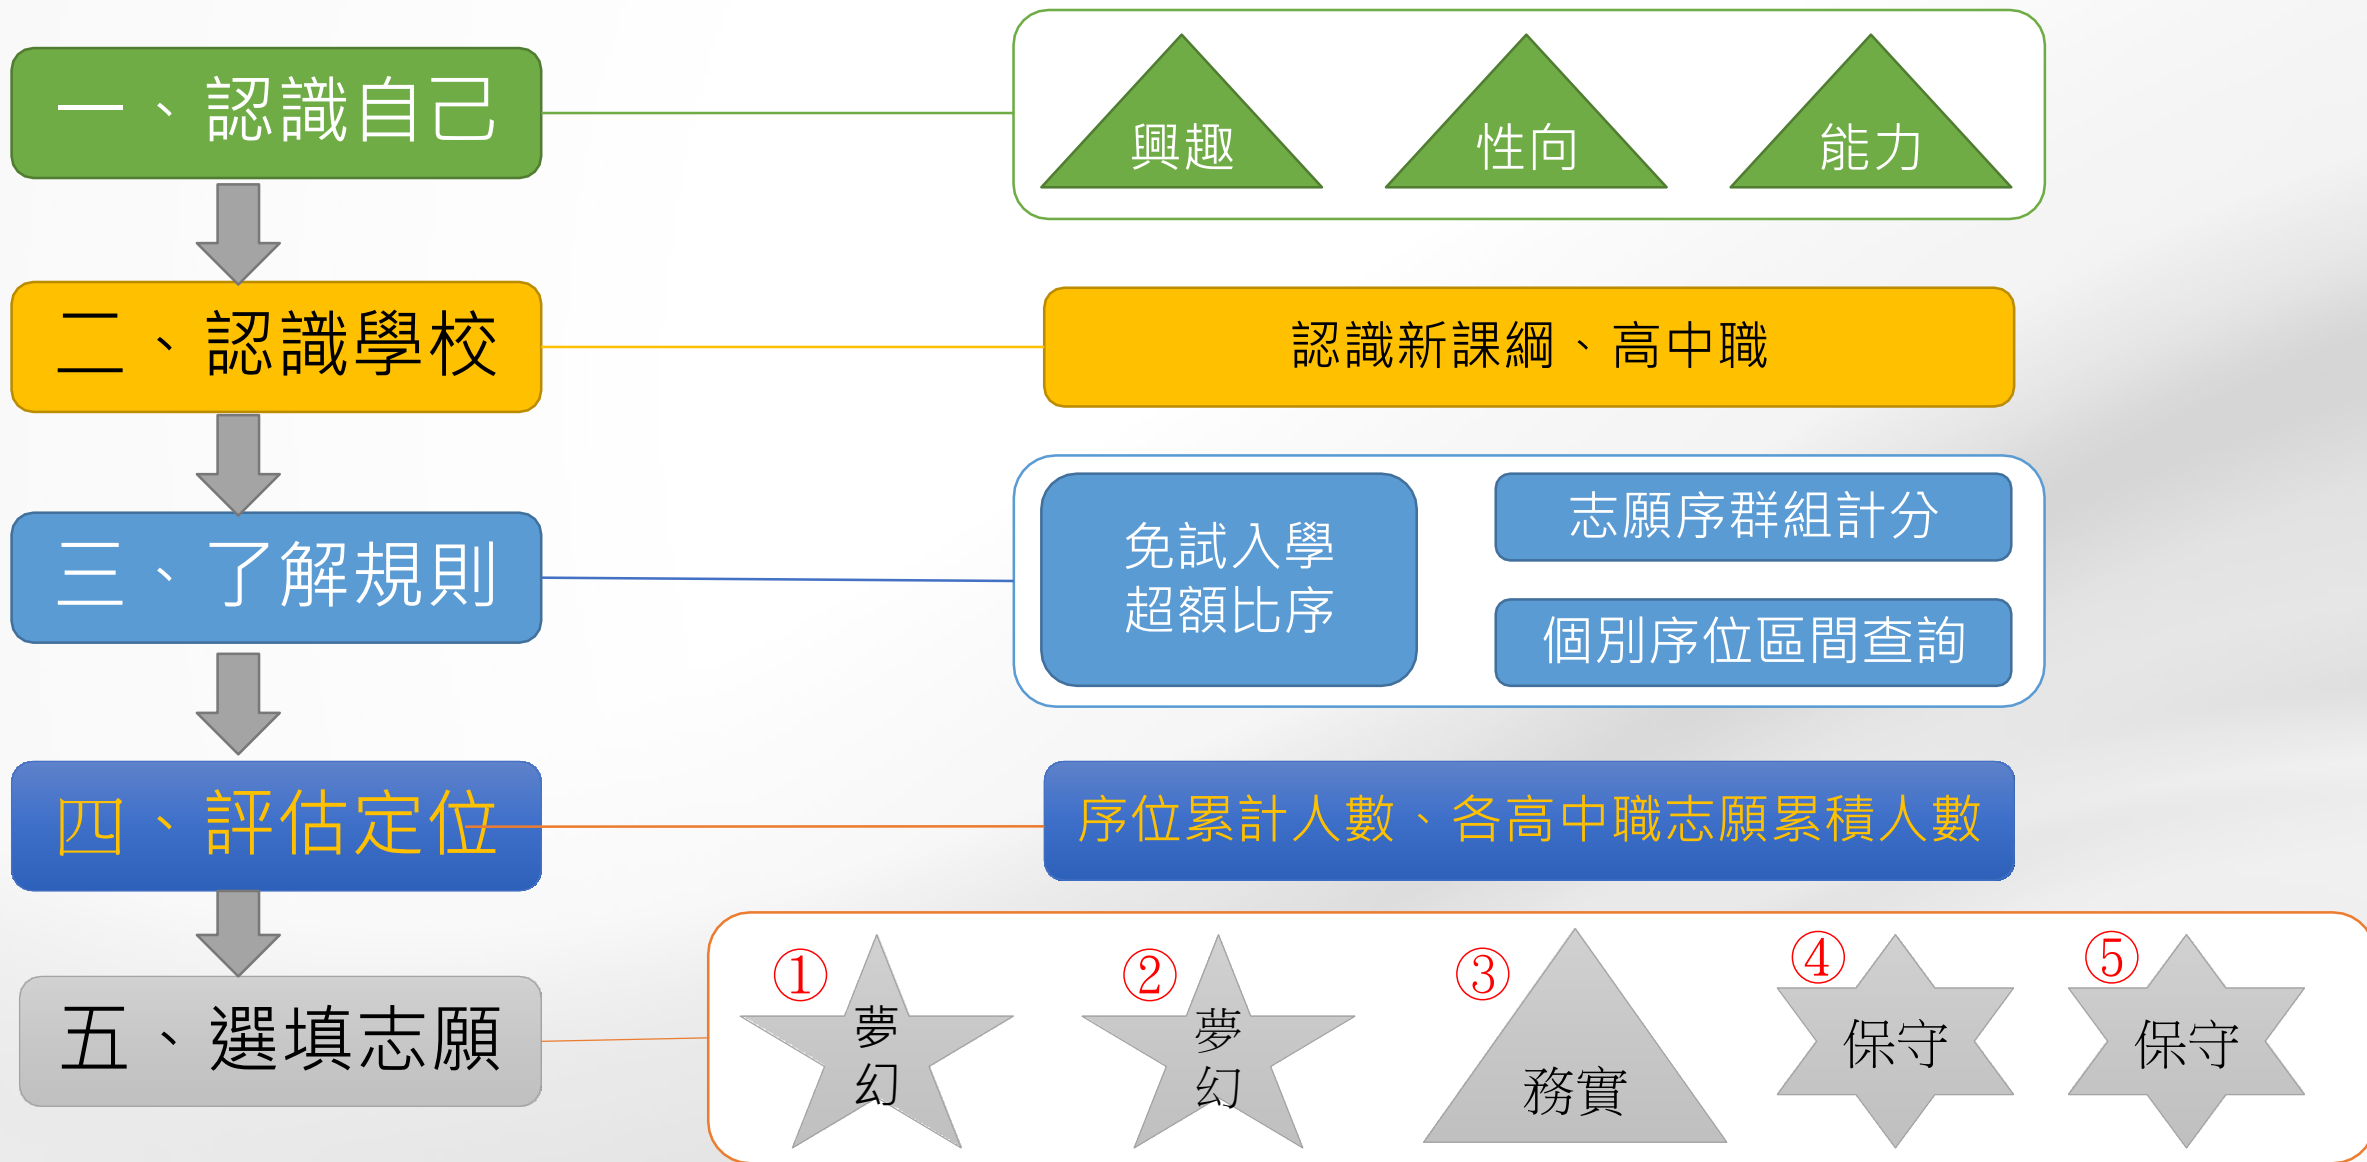 一、認識自己
興趣
性向
能力
二、認識學校
認識新課綱、高中職
三、了解規則
免試入學
超額比序
志願序群組計分
個別序位區間查詢
四、評估定位
序位累計人數、各高中職志願累積人數
五、選填志願
①
夢
幻
②
夢
幻
③
務實
④
保守
⑤
保守